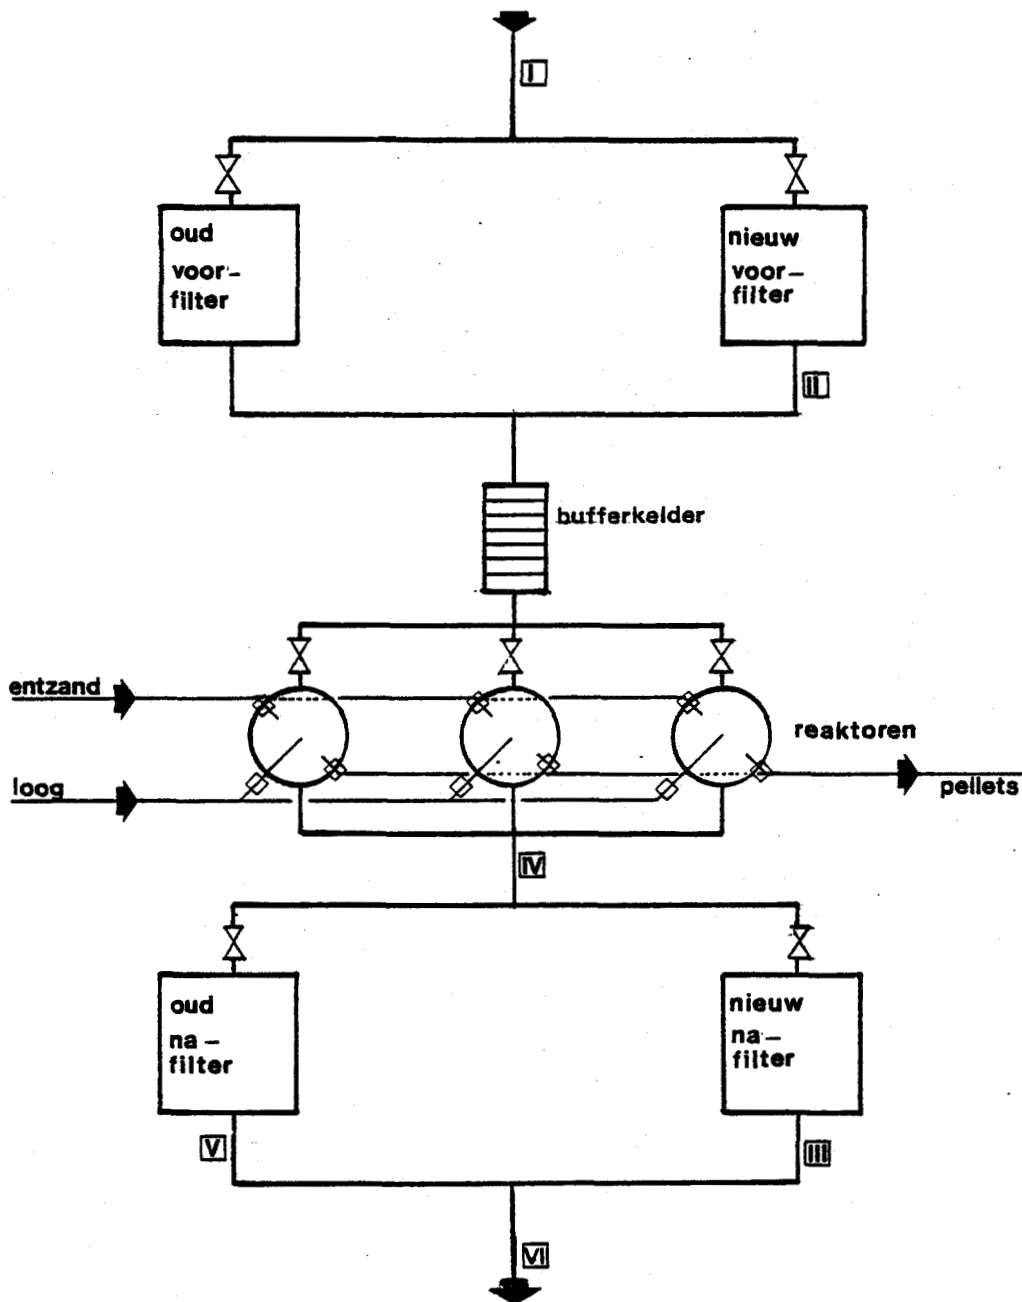 I
oud
voor-
filter
nieuw
voor-
filter
II
bufferkelder
entzand
reaktoren
loog
pellets
IV
oud
na-
filter
nieuw
na-
filter
V
III
VI